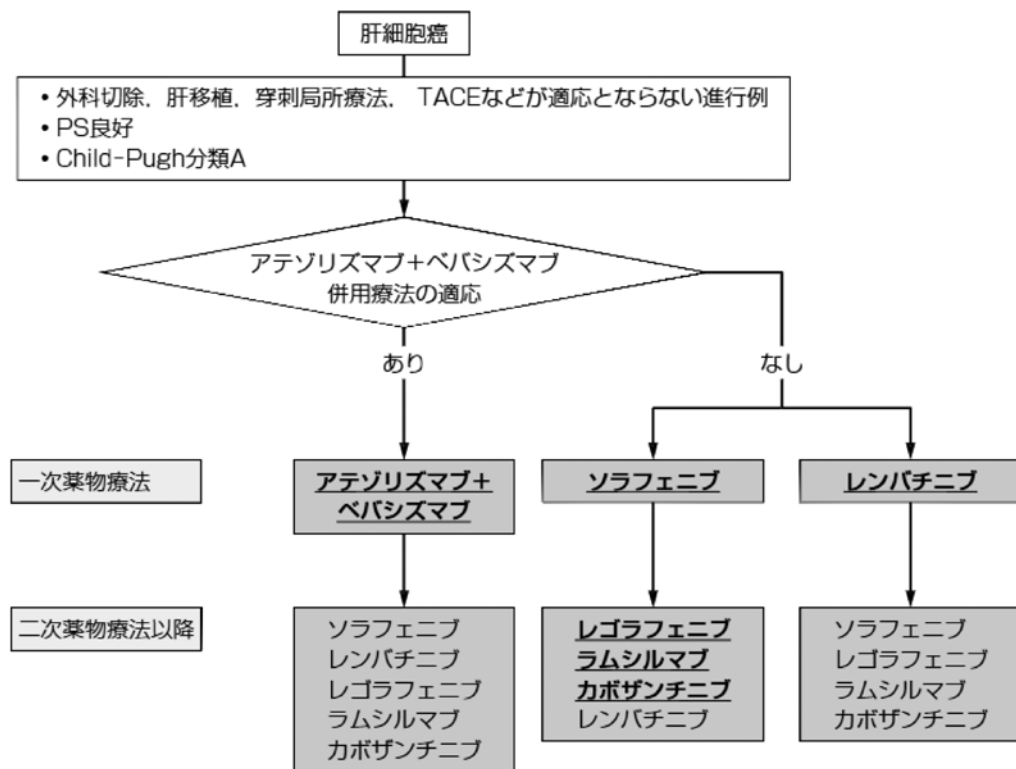 肝細胞癌
• 外科切除，肝移植，穿刺局所療法， TACEなどが適応とならない進行例
• PS良好
• Child-Pugh分類A
アテゾリズマブ＋ベバシズマブ
併用療法の適応
あり
なし
一次薬物療法
アテゾリズマブ＋
ベバシズマブ
ソラフェニブ
レンバチニブ
二次薬物療法以降
ソラフェニブ
レンバチニブ
レゴラフェニブ
ラムシルマブ
カボザンチニブ
レゴラフェニブ
ラムシルマブ
カボザンチニブ
レンバチニブ
ソラフェニブ
レゴラフェニブ
ラムシルマブ
カボザンチニブ